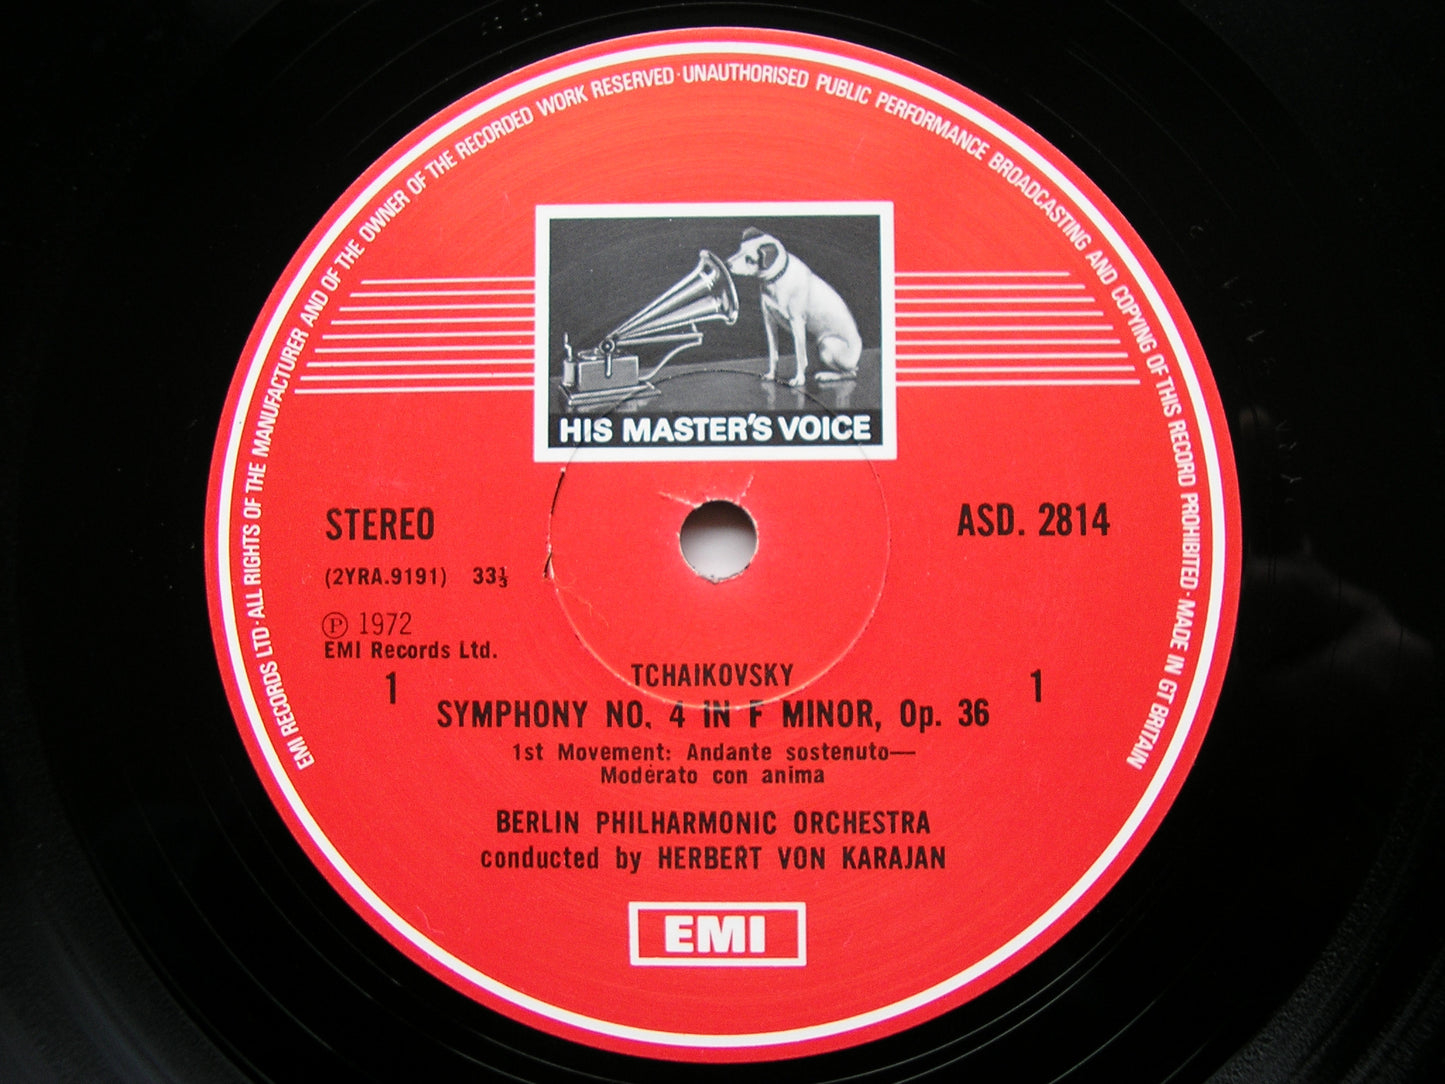 EMI RECORDS LTD · ALL RIGHTS OF THE MANUFACTURER AND OF THE OWNER OF THE RECORDED WORK RESERVED · UNAUTHORISED PUBLIC PERFORMANCE BROADCASTING AND COPYING OF THIS RECORD PROHIBITED · MADE IN GT BRITAIN
HIS MASTER'S VOICE
STEREO
ASD. 2814
(2YRA.9191) 33⅓
℗ 1972
EMI Records Ltd.
1
1
TCHAIKOVSKY
SYMPHONY NO. 4 IN F MINOR, Op. 36
1st Movement: Andante sostenuto—
Moderato con anima
BERLIN PHILHARMONIC ORCHESTRA
conducted by HERBERT VON KARAJAN
EMI